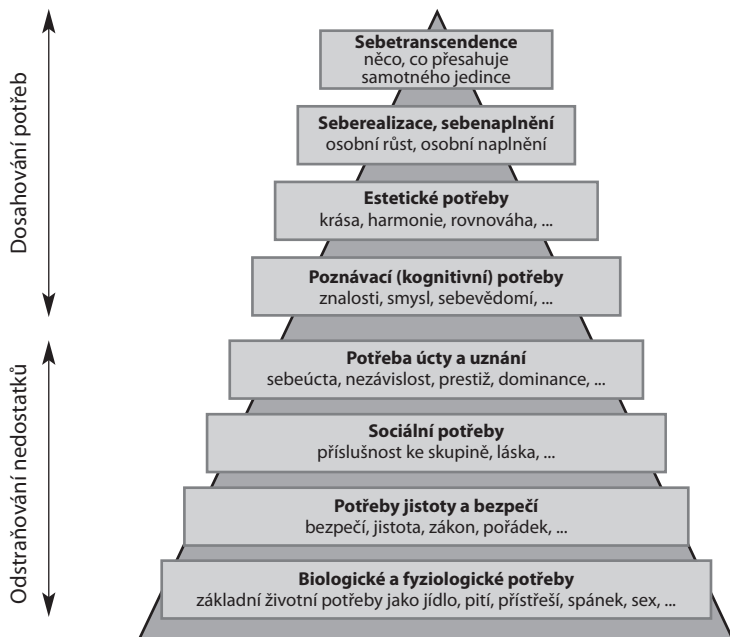 Dosahování potřeb
Odstraňování nedostatků
Sebetranscendence
něco, co přesahuje
samotného jedince
Seberealizace, sebenaplnění
osobní růst, osobní naplnění
Estetické potřeby
krása, harmonie, rovnováha, ...
Poznávací (kognitivní) potřeby
znalosti, smysl, sebevědomí, ...
Potřeba úcty a uznání
sebeúcta, nezávislost, prestiž, dominance, ...
Sociální potřeby
příslušnost ke skupině, láska, ...
Potřeby jistoty a bezpečí
bezpečí, jistota, zákon, pořádek, ...
Biologické a fyziologické potřeby
základní životní potřeby jako jídlo, pití, přístřeší, spánek, sex, ...